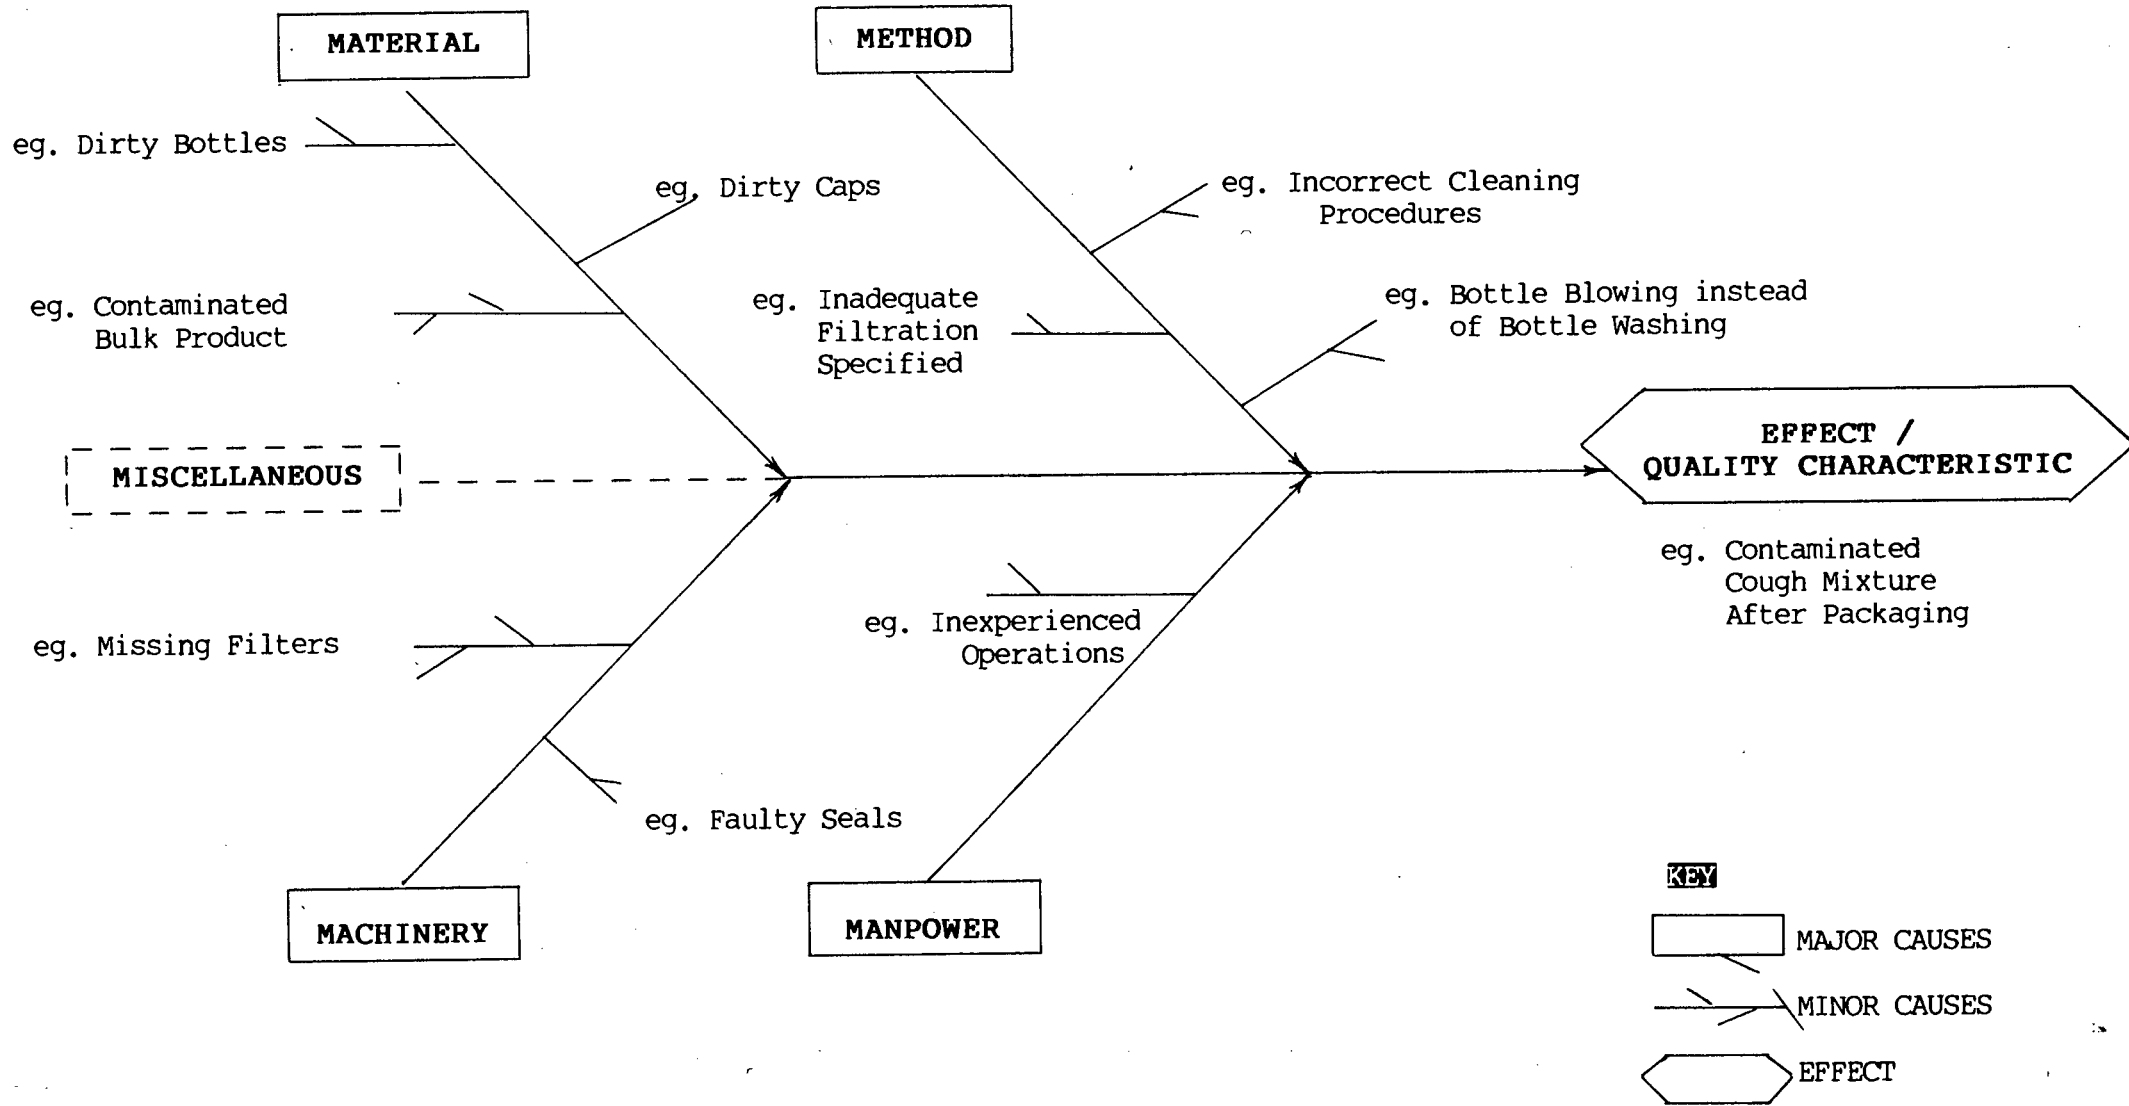 MATERIAL
METHOD
eg. Dirty Bottles
eg. Dirty Caps
eg. Incorrect Cleaning
Procedures
eg. Contaminated
Bulk Product
eg. Inadequate
Filtration
Specified
eg. Bottle Blowing instead
of Bottle Washing
MISCELLANEOUS
EFFECT /
QUALITY CHARACTERISTIC
eg. Contaminated
Cough Mixture
After Packaging
eg. Missing Filters
eg. Inexperienced
Operations
eg. Faulty Seals
MACHINERY
MANPOWER
KEY
MAJOR CAUSES
MINOR CAUSES
EFFECT